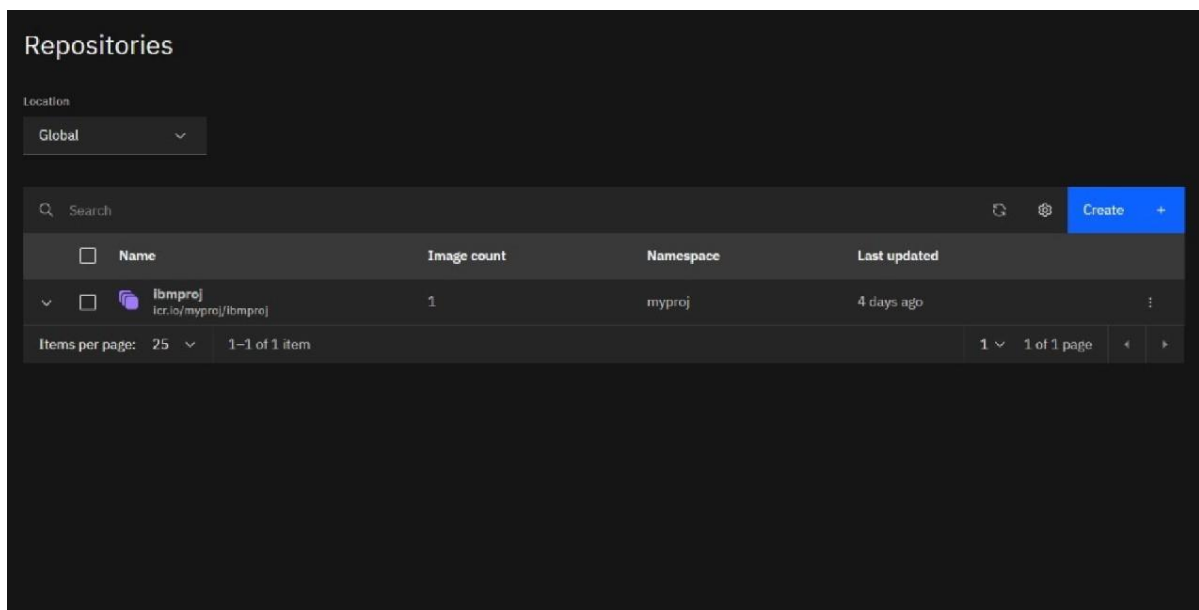 Repositories
Location
Global
Search
Create +
Name Image count Namespace Last updated
ibmproj 1 myproj 4 days ago
icr.io/myproj/ibmproj
Items per page: 25 1–1 of 1 item 1 1 of 1 page